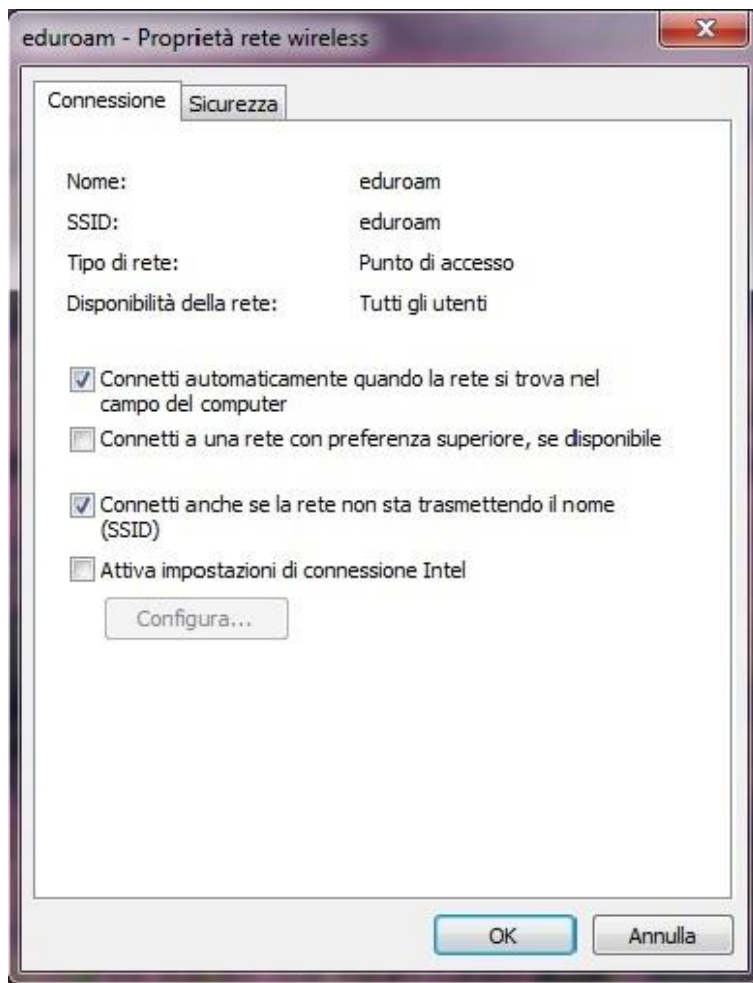 eduroam - Proprietà rete wireless
Connessione
Sicurezza
Nome:
eduroam
SSID:
eduroam
Tipo di rete:
Punto di accesso
Disponibilità della rete:
Tutti gli utenti
Connetti automaticamente quando la rete si trova nel
campo del computer
Connetti a una rete con preferenza superiore, se disponibile
Connetti anche se la rete non sta trasmettendo il nome
(SSID)
Attiva impostazioni di connessione Intel
Configura...
OK
Annulla